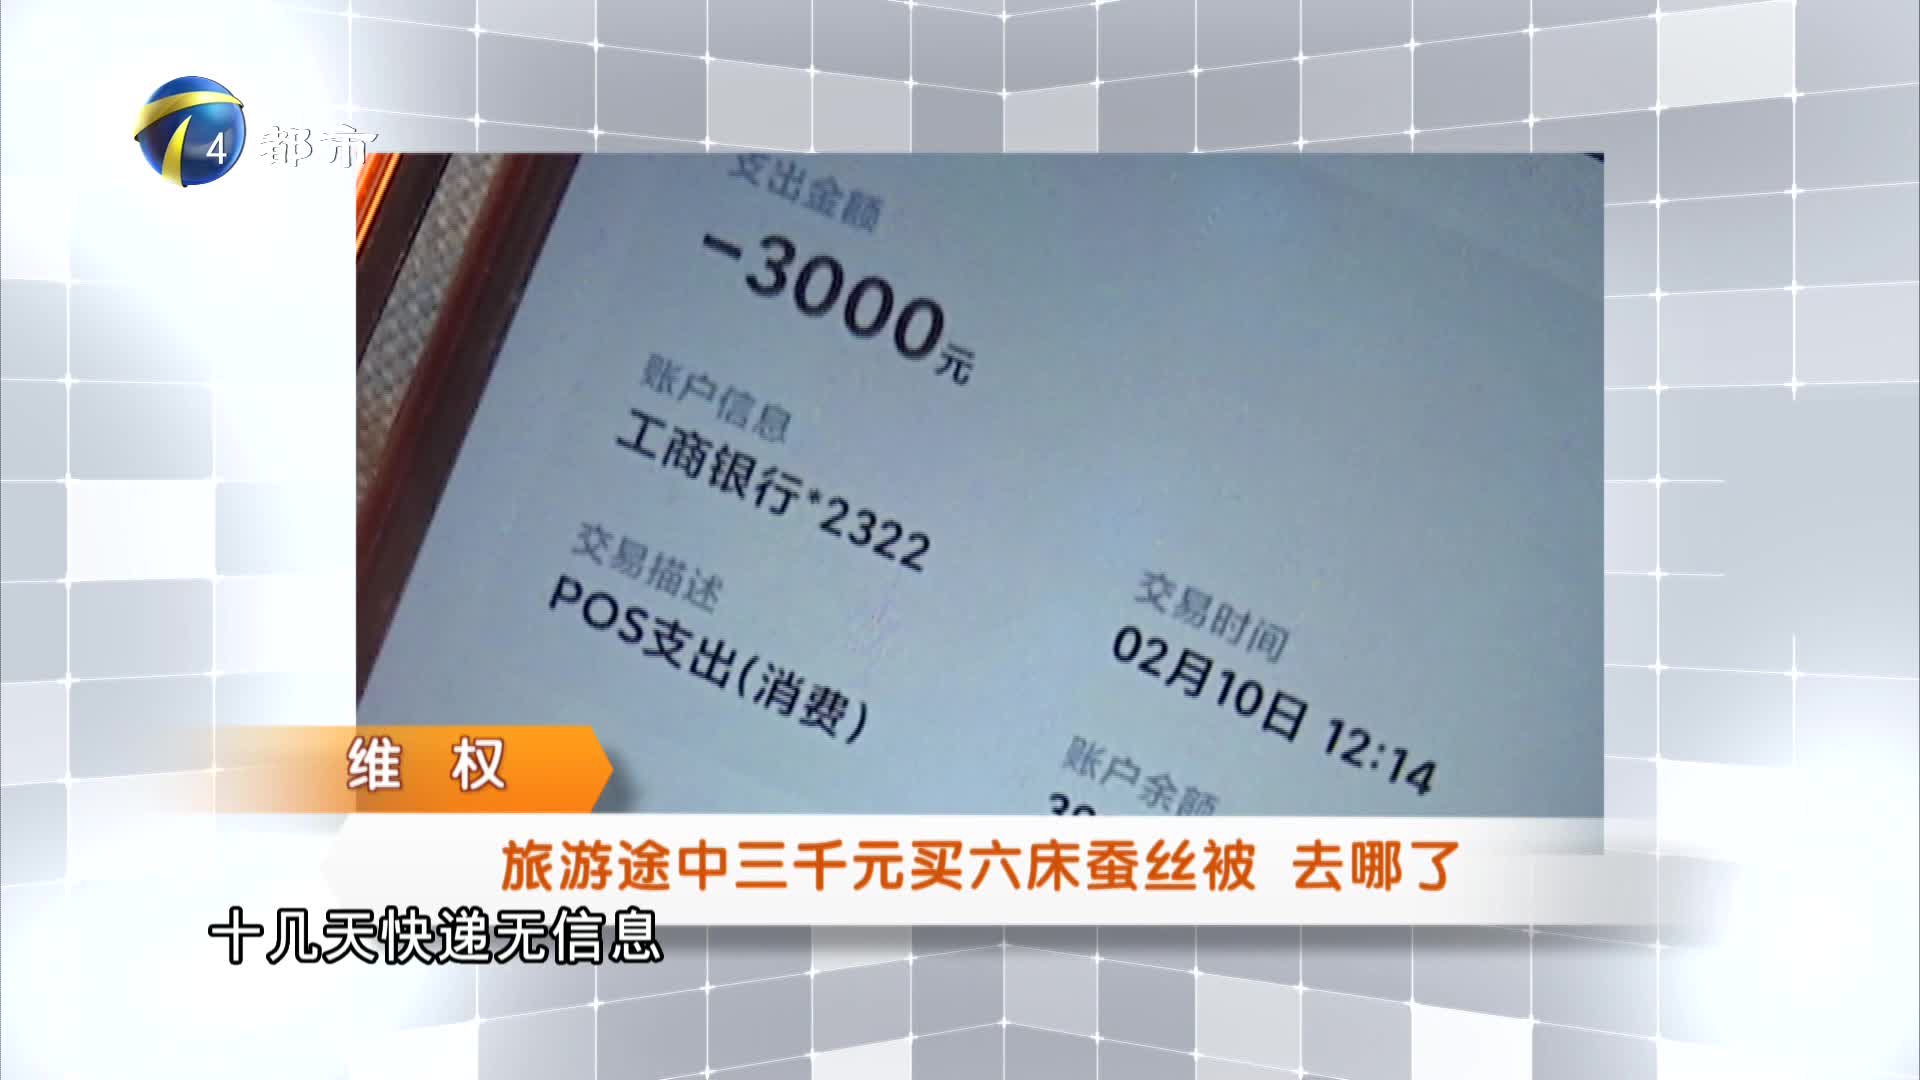 4 都市
支出金额
-3000元
账户信息
工商银行*2322
交易描述
POS支出(消费)
交易时间
02月10日 12:14
账户余额
维 权
旅游途中三千元买六床蚕丝被 去哪了
十几天快递无信息